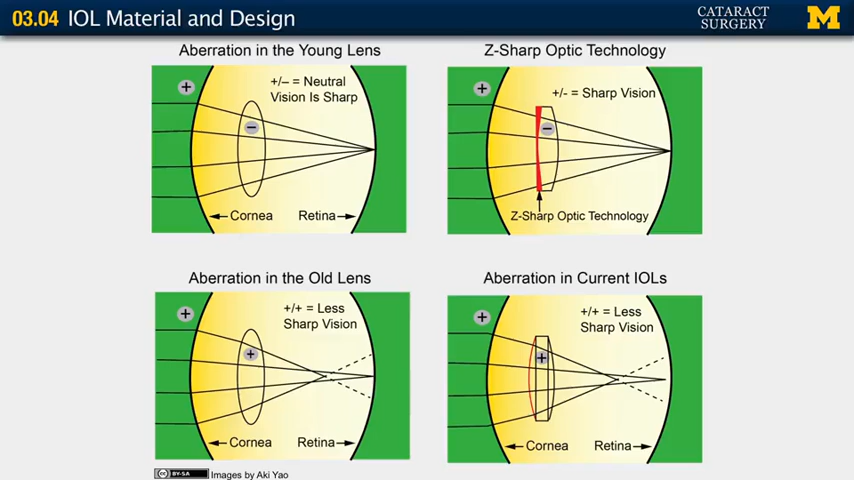 03.04 IOL Material and Design
CATARACT
SURGERY
M
Aberration in the Young Lens
+
+/– = Neutral
Vision Is Sharp
–
Cornea
Retina
Z-Sharp Optic Technology
+
+/- = Sharp Vision
–
Z-Sharp Optic Technology
Aberration in the Old Lens
+
+/+ = Less
Sharp Vision
+
Cornea
Retina
Aberration in Current IOLs
+
+/+ = Less
Sharp Vision
+
Cornea
Retina
cc BY-SA Images by Aki Yao